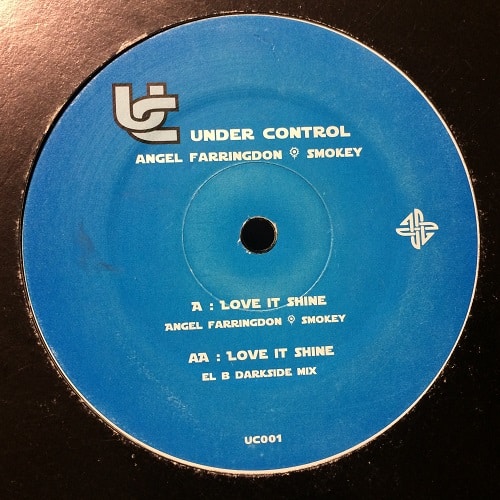 UC UNDER CONTROL
ANGEL FARRINGDON SMOKEY
A : LOVE IT SHINE
ANGEL FARRINGDON SMOKEY
AA : LOVE IT SHINE
EL B DARKSIDE MIX
UC001